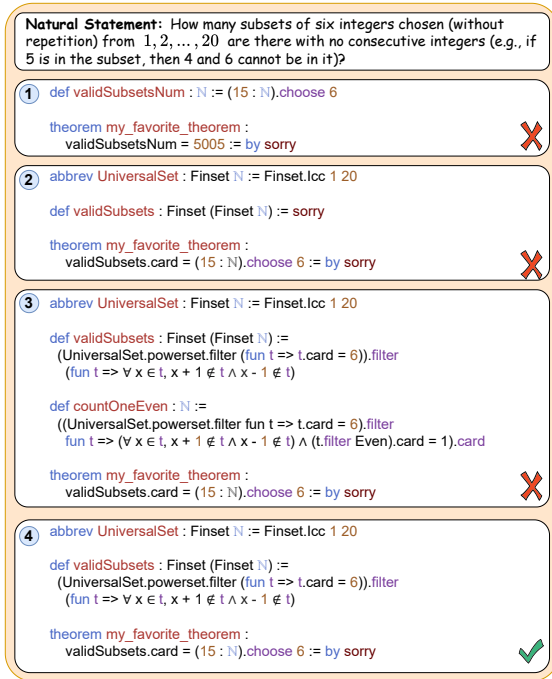 Natural Statement: How many subsets of six integers chosen (without
repetition) from 1, 2, … , 20 are there with no consecutive integers (e.g., if
5 is in the subset, then 4 and 6 cannot be in it)?
1 def validSubsetsNum : ℕ := (15 : ℕ).choose 6
theorem my_favorite_theorem :
validSubsetsNum = 5005 := by sorry
2 abbrev UniversalSet : Finset ℕ := Finset.Icc 1 20
def validSubsets : Finset (Finset ℕ) := sorry
theorem my_favorite_theorem :
validSubsets.card = (15 : ℕ).choose 6 := by sorry
3 abbrev UniversalSet : Finset ℕ := Finset.Icc 1 20
def validSubsets : Finset (Finset ℕ) :=
(UniversalSet.powerset.filter (fun t => t.card = 6)).filter
(fun t => ∀ x ∈ t, x + 1 ∉ t ∧ x - 1 ∉ t)
def countOneEven : ℕ :=
((UniversalSet.powerset.filter fun t => t.card = 6).filter
fun t => (∀ x ∈ t, x + 1 ∉ t ∧ x - 1 ∉ t) ∧ (t.filter Even).card = 1).card
theorem my_favorite_theorem :
validSubsets.card = (15 : ℕ).choose 6 := by sorry
4 abbrev UniversalSet : Finset ℕ := Finset.Icc 1 20
def validSubsets : Finset (Finset ℕ) :=
(UniversalSet.powerset.filter (fun t => t.card = 6)).filter
(fun t => ∀ x ∈ t, x + 1 ∉ t ∧ x - 1 ∉ t)
theorem my_favorite_theorem :
validSubsets.card = (15 : ℕ).choose 6 := by sorry